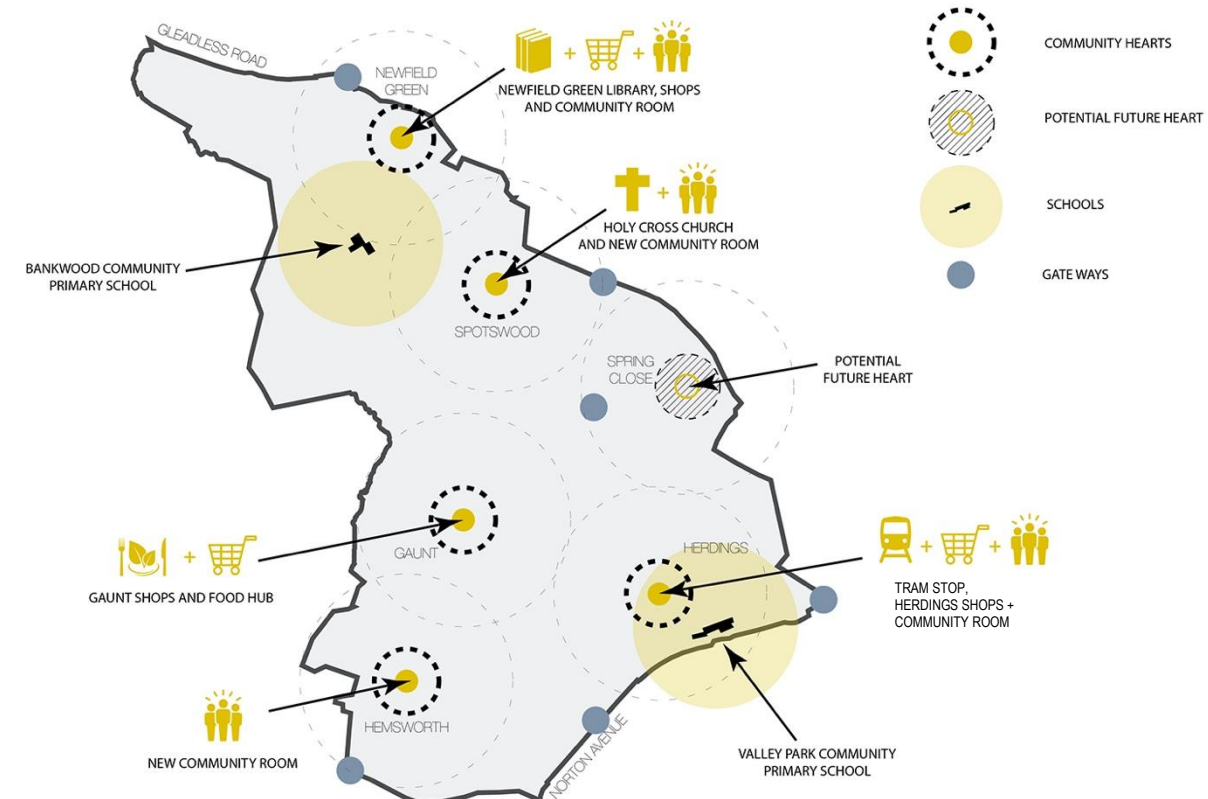 GLEADLESS ROAD
NEWFIELD
GREEN
NEWFIELD GREEN LIBRARY, SHOPS
AND COMMUNITY ROOM
COMMUNITY HEARTS
POTENTIAL FUTURE HEART
SCHOOLS
GATE WAYS
HOLY CROSS CHURCH
AND NEW COMMUNITY ROOM
BANKWOOD COMMUNITY
PRIMARY SCHOOL
SPOTSWOOD
SPRING
CLOSE
POTENTIAL
FUTURE HEART
GAUNT
GAUNT SHOPS AND FOOD HUB
HERDINGS
TRAM STOP,
HERDINGS SHOPS +
COMMUNITY ROOM
HEMSWORTH
NEW COMMUNITY ROOM
NORTON AVENUE
VALLEY PARK COMMUNITY
PRIMARY SCHOOL